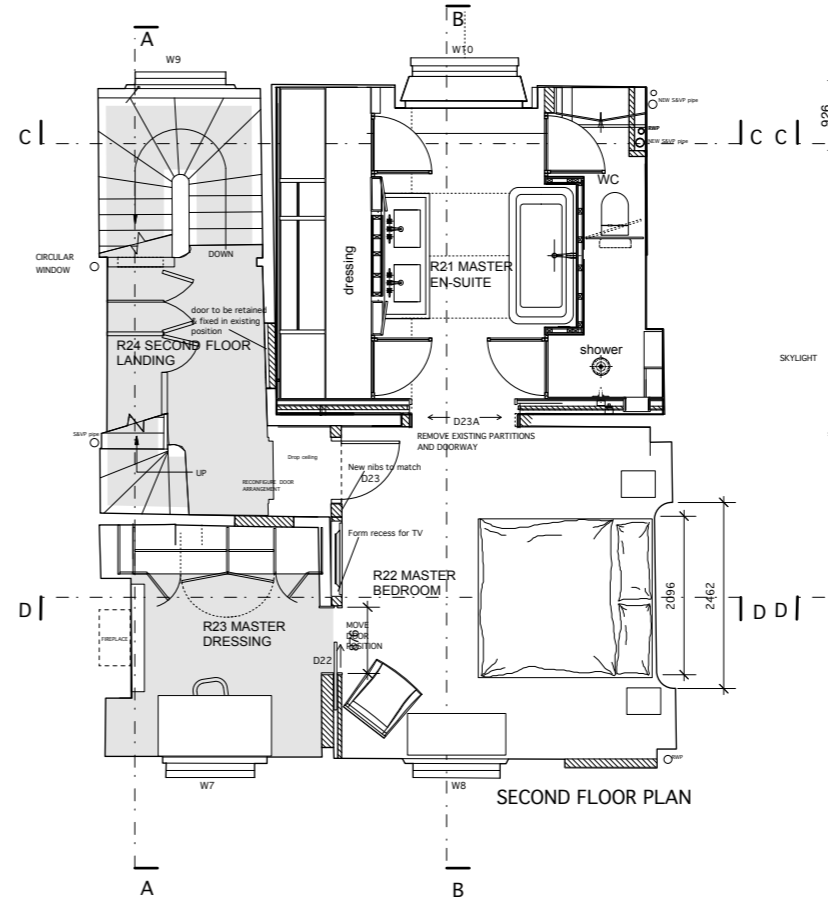 B
A
W9
W10
926
NEW S&VP pipe
C
C
C
RWP
NEW S&VP pipe
WC
CIRCULAR
WINDOW
DOWN
dressing
R21 MASTER
EN-SUITE
door to be retained
& fixed in existing
position
R24 SECOND FLOOR
LANDING
shower
SKYLIGHT
D23A
REMOVE EXISTING PARTITIONS
AND DOORWAY
S&VP pipe
UP
Drop ceiling
New nibs to match
D23
RECONFIGURE DOOR
ARRANGEMENT
Form recess for TV
R22 MASTER
BEDROOM
2096
2462
D
D
D
R23 MASTER
DRESSING
FIREPLACE
MOVE
DOOR
POSITION
D22
RWP
W7
W8
SECOND FLOOR PLAN
A
B